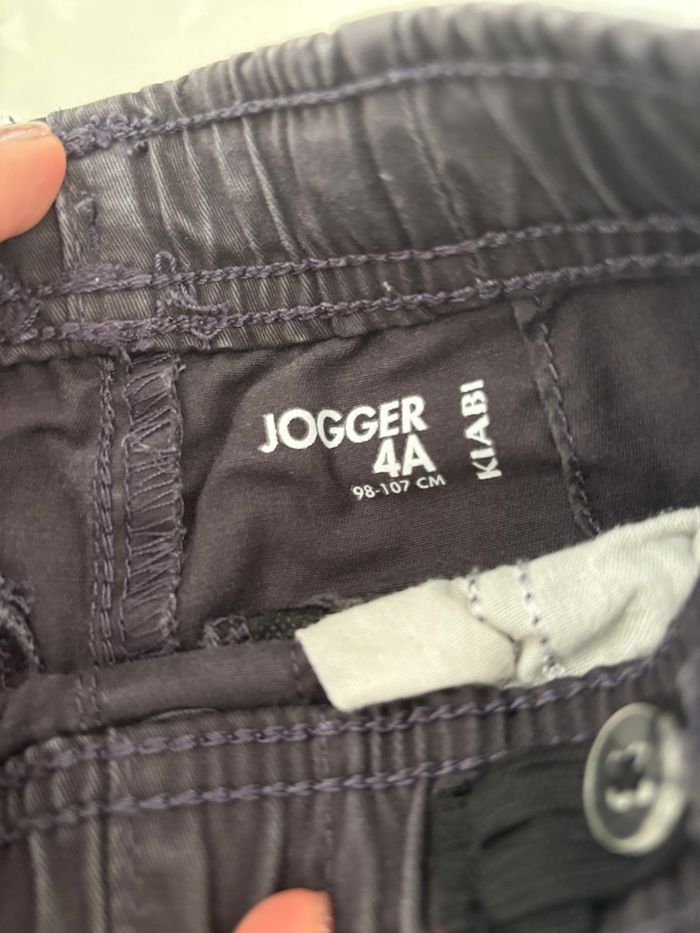 JOGGER
4A
98-107 CM
KIABI